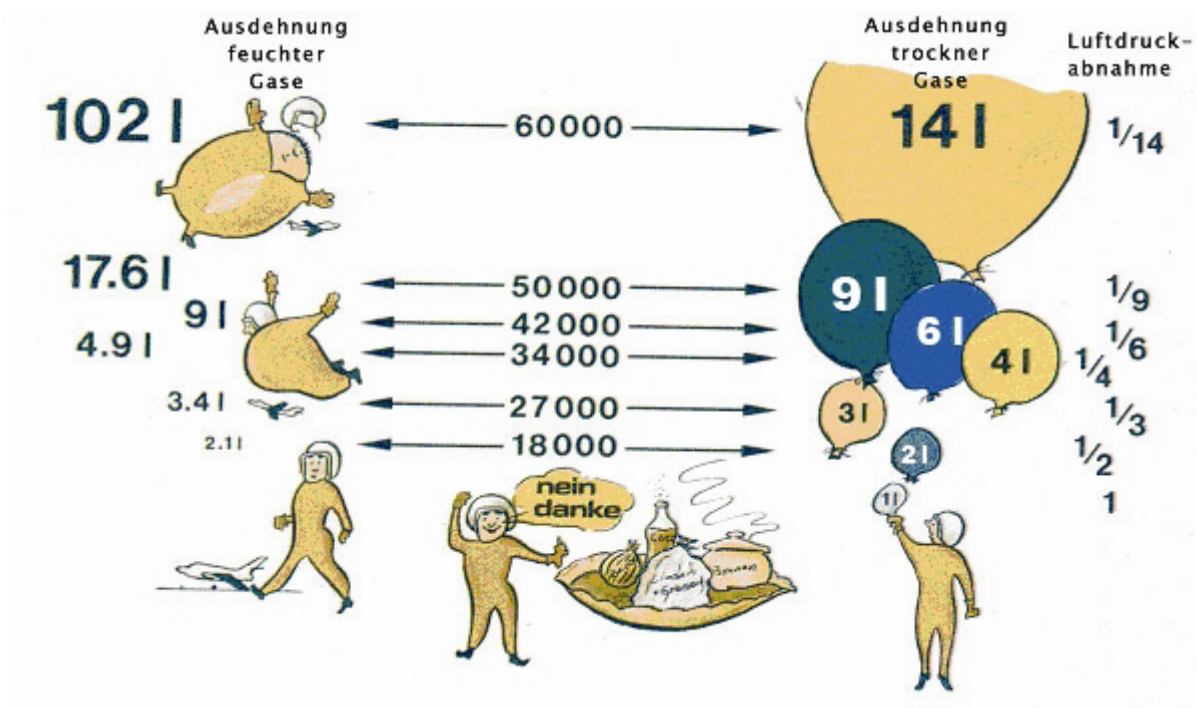 Ausdehnung
feuchter
Gase
Ausdehnung
trockner
Gase
Luftdruck-
abnahme
102 l
60000
14 l
1/14
17.6 l
50000
9 l
1/9
9 l
42000
6 l
1/6
4.9 l
34000
4 l
1/4
3.4 l
27000
3 l
1/3
2.1 l
18000
2 l
1/2
1 l
1
nein
danke
Bohnen